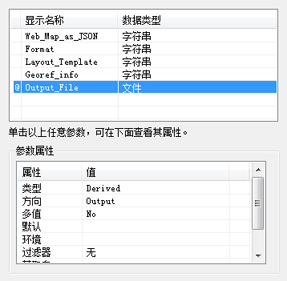 显示名称 数据类型
Web_Map_as_JSON 字符串
Format 字符串
Layout_Template 字符串
Georef_info 字符串
Output_File 文件
单击以上任意参数，可在下面查看其属性。
参数属性
属性 值
类型 Derived
方向 Output
多值 No
默认
环境
过滤器 无